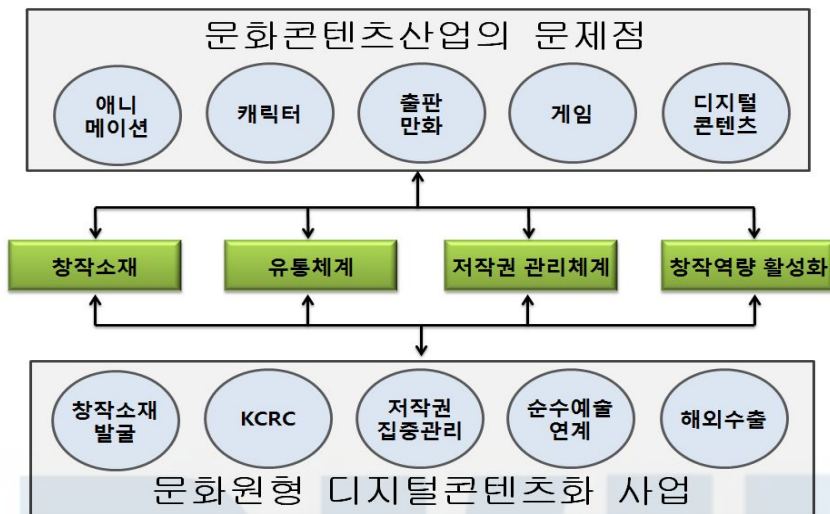 문화콘텐츠산업의 문제점
애니
메이션
캐릭터
출판
만화
게임
디지털
콘텐츠
창작소재
유통체계
저작권 관리체계
창작역량 활성화
창작소재
발굴
KCRC
저작권
집중관리
순수예술
연계
해외수출
문화원형 디지털콘텐츠화 사업